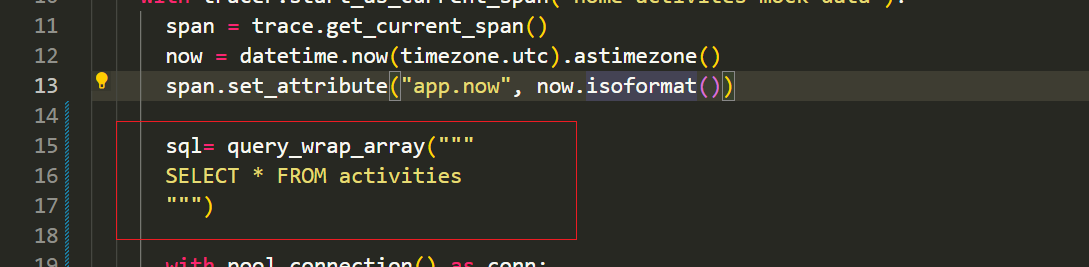 with tracer.start_as_current_span("home-activites-mock-data"):
11 span = trace.get_current_span()
12 now = datetime.now(timezone.utc).astimezone()
13 span.set_attribute("app.now", now.isoformat())
14
15 sql= query_wrap_array("""
16 SELECT * FROM activities
17 """)
18
19 with pool.connection() as conn: